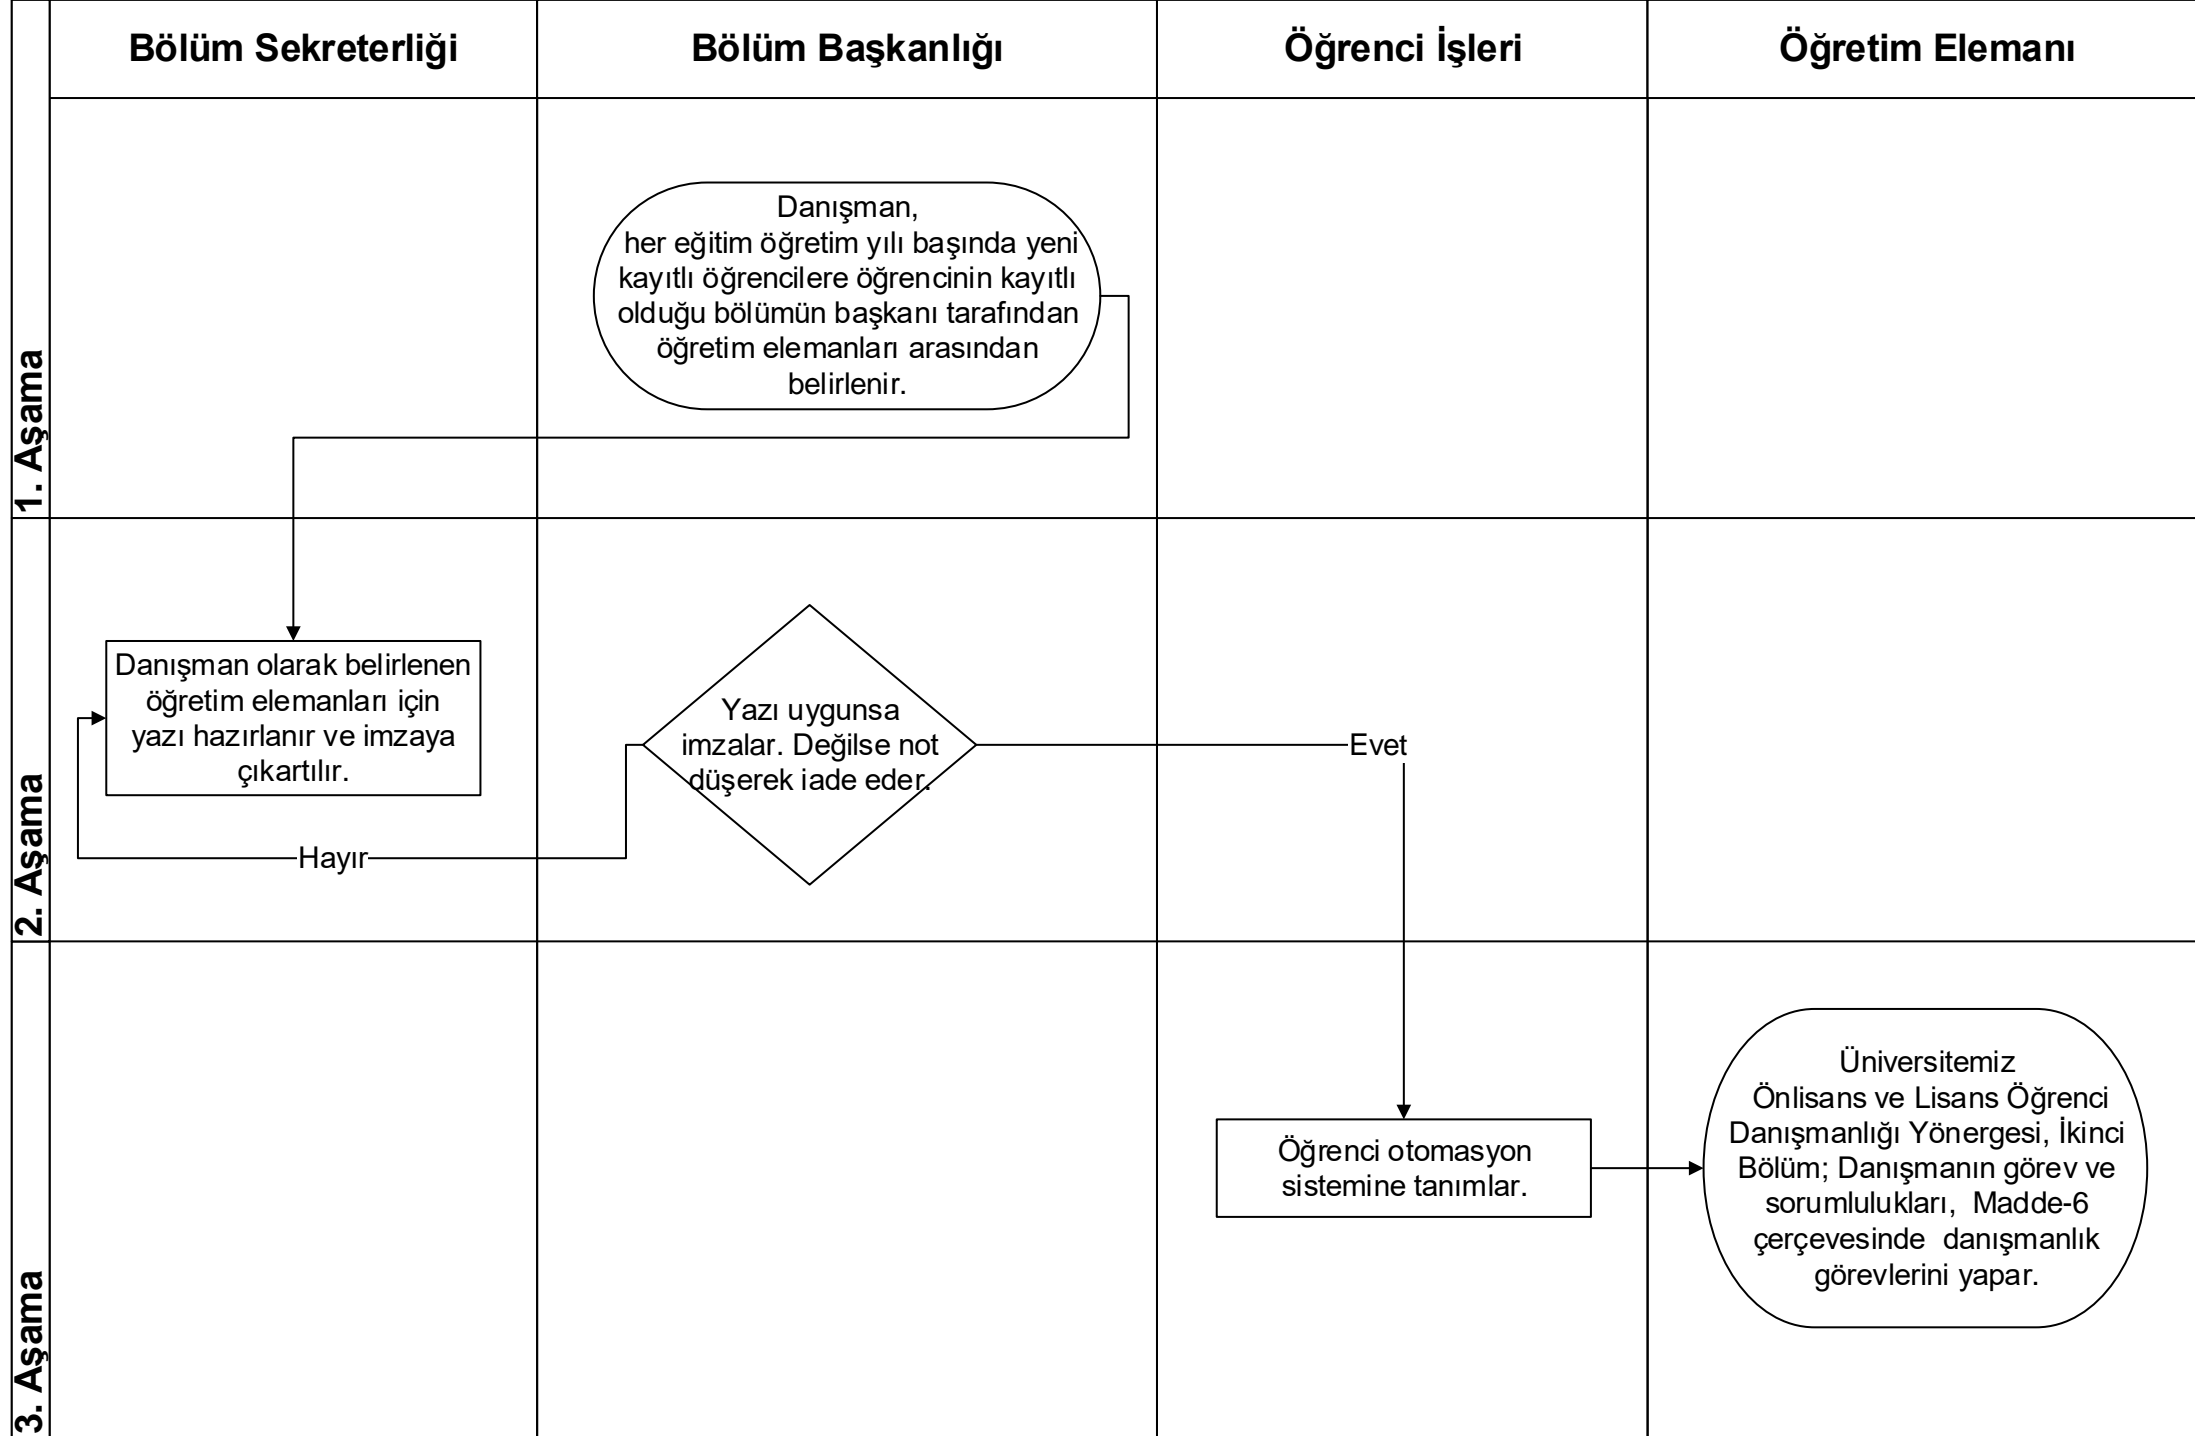 Bölüm Sekreterliği
Bölüm Başkanlığı
Öğrenci İşleri
Öğretim Elemanı
1. Aşama
Danışman,
her eğitim öğretim yılı başında yeni
kayıtlı öğrencilere öğrencinin kayıtlı
olduğu bölümün başkanı tarafından
öğretim elemanları arasından
belirlenir.
2. Aşama
Danışman olarak belirlenen
öğretim elemanları için
yazı hazırlanır ve imzaya
çıkartılır.
Yazı uygunsa
imzalar. Değilse not
düşerek iade eder.
Evet
Hayır
3. Aşama
Öğrenci otomasyon
sistemine tanımlar.
Üniversitemiz
Önlisans ve Lisans Öğrenci
Danışmanlığı Yönergesi, İkinci
Bölüm; Danışmanın görev ve
sorumlulukları, Madde-6
çerçevesinde danışmanlık
görevlerini yapar.